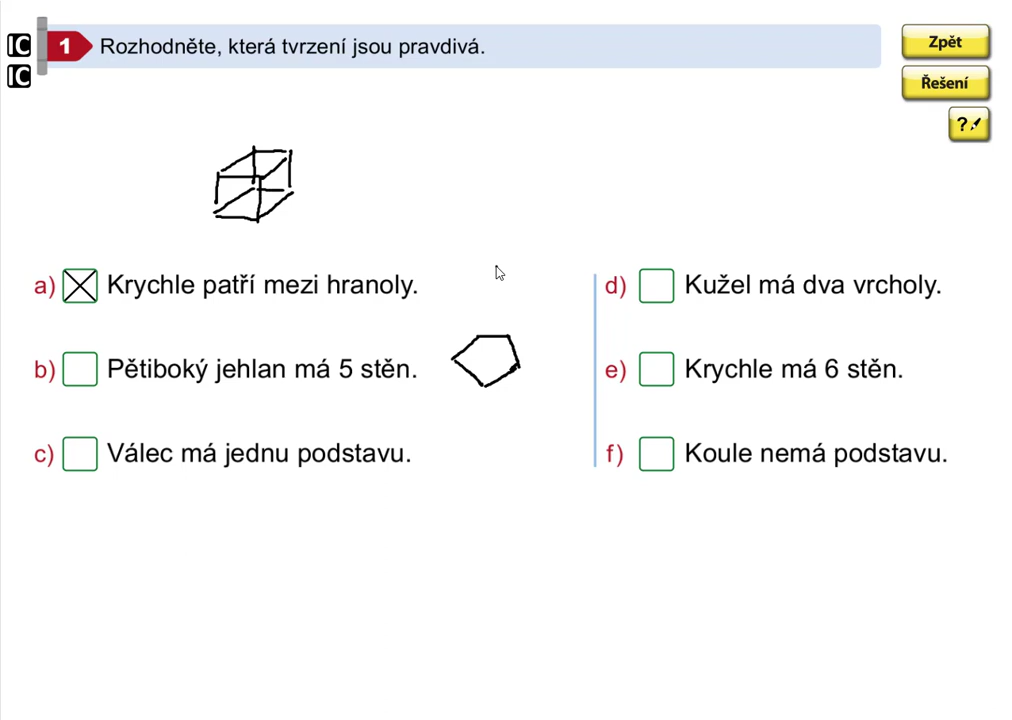 IC
IC
1 Rozhodněte, která tvrzení jsou pravdivá.
Zpět
Řešení
?
a) Krychle patří mezi hranoly.
b) Pětiboký jehlan má 5 stěn.
c) Válec má jednu podstavu.
d) Kužel má dva vrcholy.
e) Krychle má 6 stěn.
f) Koule nemá podstavu.